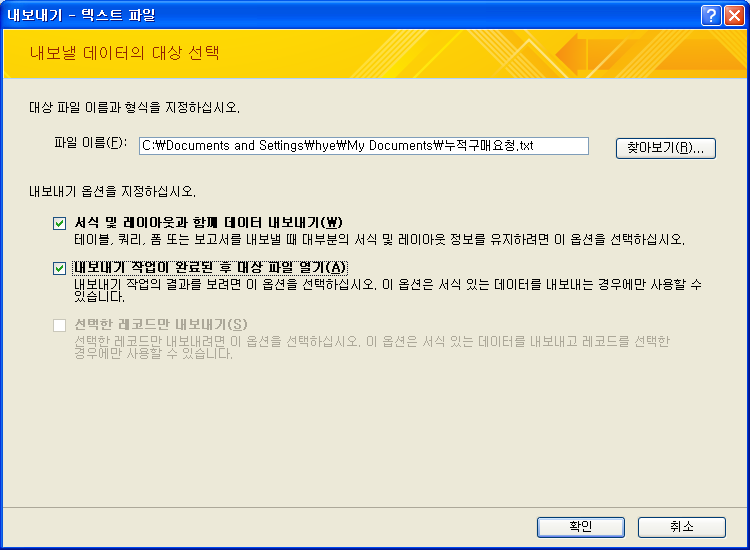 내보내기 - 텍스트 파일
내보낼 데이터의 대상 선택
대상 파일 이름과 형식을 지정하십시오.
파일 이름(F): C:₩Documents and Settings₩hye₩My Documents₩누적구매요청.txt 찾아보기(R)...
내보내기 옵션을 지정하십시오.
서식 및 레이아웃과 함께 데이터 내보내기(₩)
테이블, 쿼리, 폼 또는 보고서를 내보낼 때 대부분의 서식 및 레이아웃 정보를 유지하려면 이 옵션을 선택하십시오.
내보내기 작업이 완료된 후 대상 파일 열기(A)
내보내기 작업의 결과를 보려면 이 옵션을 선택하십시오. 이 옵션은 서식 있는 데이터를 내보내는 경우에만 사용할 수
있습니다.
선택한 레코드만 내보내기(S)
선택한 레코드만 내보내려면 이 옵션을 선택하십시오. 이 옵션은 서식 있는 데이터를 내보내고 레코드를 선택한
경우에만 사용할 수 있습니다.
확인 취소